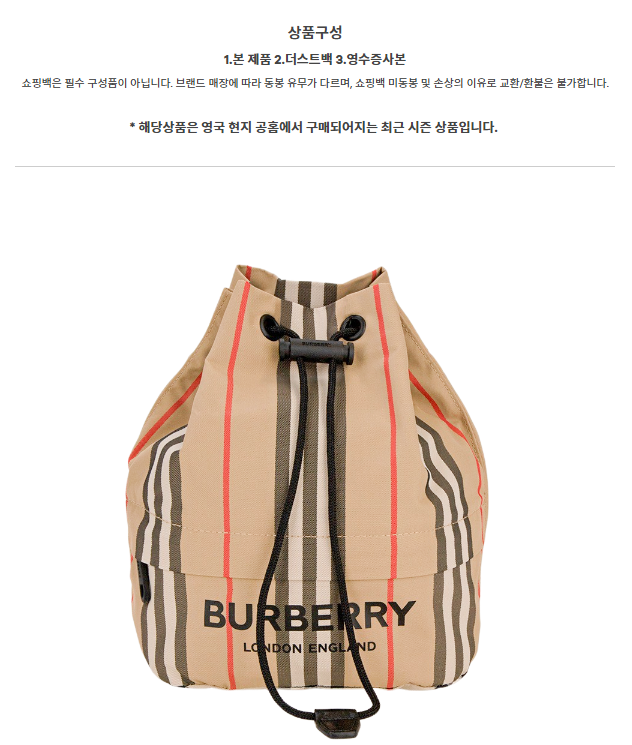 상품구성
1.본 제품 2.더스트백 3.영수증사본
쇼핑백은 필수 구성품이 아닙니다. 브랜드 매장에 따라 동봉 유무가 다르며, 쇼핑백 미동봉 및 손상의 이유로 교환/환불은 불가합니다.
* 해당상품은 영국 현지 공홈에서 구매되어지는 최근 시즌 상품입니다.
BURBERRY
BURBERRY
LONDON ENGLAND